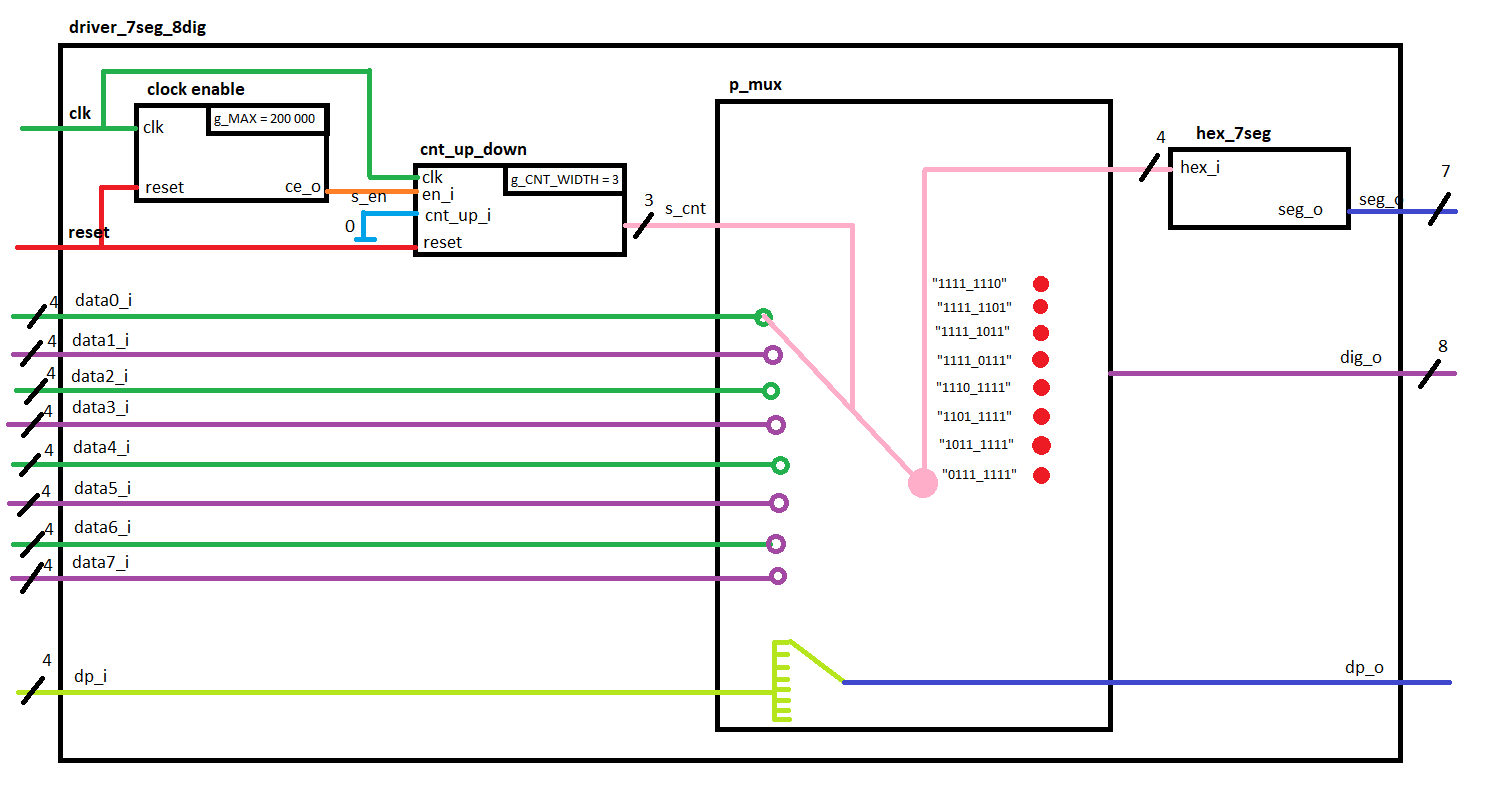 driver_7seg_8dig
clock enable
g_MAX = 200 000
clk
clk
reset
ce_o
reset
s_en
0
cnt_up_down
g_CNT_WIDTH = 3
clk
en_i
cnt_up_i
reset
3
s_cnt
p_mux
4
hex_7seg
hex_i
seg_o
seg_o
7
4
data0_i
4
data1_i
4
data2_i
4
data3_i
4
data4_i
4
data5_i
4
data6_i
4
data7_i
"1111_1110"
"1111_1101"
"1111_1011"
"1111_0111"
"1110_1111"
"1101_1111"
"1011_1111"
"0111_1111"
dig_o
8
4
dp_i
dp_o